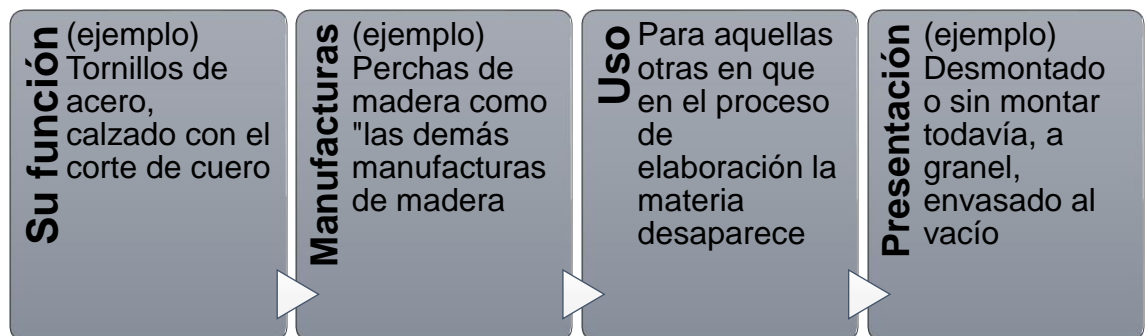 Su función
(ejemplo)
Tornillos de
acero,
calzado con el
corte de cuero
Manufacturas
(ejemplo)
Perchas de
madera como
"las demás
manufacturas
de madera
Uso
Para aquellas
otras en que
en el proceso
de
elaboración la
materia
desaparece
Presentación
(ejemplo)
Desmontado
o sin montar
todavía, a
granel,
envasado al
vacío